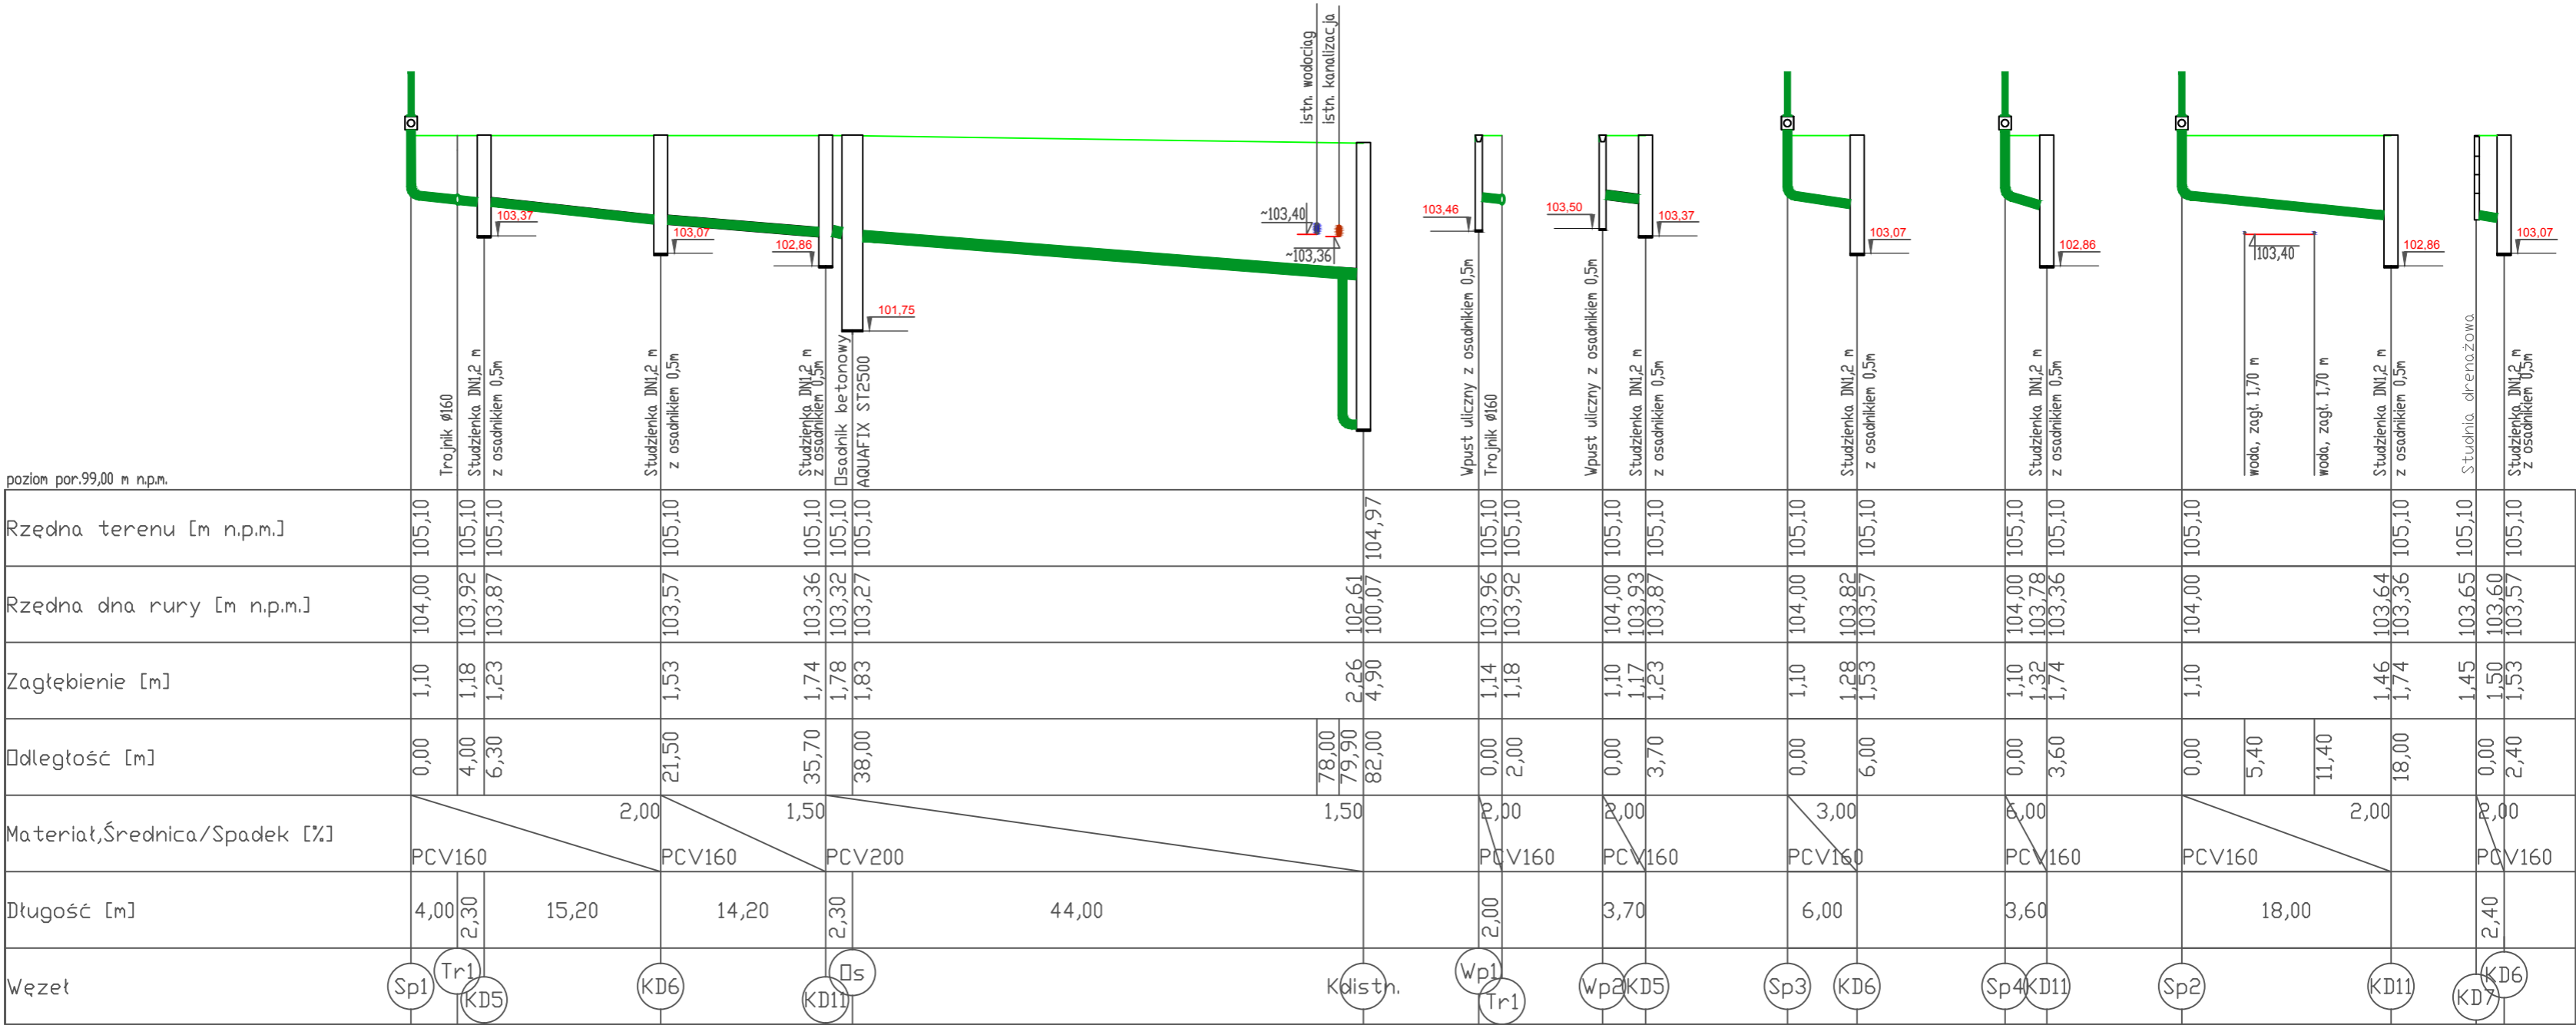 istn. wodociąg
istn. kanalizacja
103,37
103,07
102,86
101,75
~103,40
~103,36
103,46
103,50
103,37
103,07
102,86
103,40
102,86
103,07
Trojnik ø160
Studzienka DN1,2 m
z osadnikiem 0,5m
Studzienka DN1,2 m
z osadnikiem 0,5m
Studzienka DN1,2 m
z osadnikiem 0,5m
Osadnik betonowy
AQUAFIX ST2500
Wpust uliczny z osadnikiem 0,5m
Trojnik ø160
Wpust uliczny z osadnikiem 0,5m
Studzienka DN1,2 m
z osadnikiem 0,5m
Studzienka DN1,2 m
z osadnikiem 0,5m
Studzienka DN1,2 m
z osadnikiem 0,5m
woda, zagł. 1,70 m
woda, zagł. 1,70 m
Studzienka DN1,2 m
z osadnikiem 0,5m
Studnia drenażowa
Studzienka DN1,2 m
z osadnikiem 0,5m
poziom por.99,00 m n.p.m.
Rzędna terenu [m n.p.m.] 105,10 105,10 105,10 105,10 105,10 105,10 105,10 104,97 105,10 105,10 105,10 105,10 105,10 105,10 105,10 105,10 105,10 105,10 105,10 105,10
Rzędna dna rury [m n.p.m.] 104,00 103,92 103,87 103,57 103,36 103,32 103,27 102,61 100,07 103,96 103,92 104,00 103,93 103,87 104,00 103,82 103,57 104,00 103,78 103,36 104,00 103,64 103,36 103,65 103,60 103,57
Zagłębienie [m] 1,10 1,18 1,23 1,53 1,74 1,78 1,83 2,26 4,90 1,14 1,18 1,10 1,17 1,23 1,10 1,28 1,53 1,10 1,32 1,74 1,10 1,46 1,74 1,45 1,50 1,53
Odległość [m] 0,00 4,00 6,30 21,50 35,70 38,00 78,00 79,90 82,00 0,00 2,00 0,00 3,70 0,00 6,00 0,00 3,60 0,00 5,40 11,40 18,00 0,00 2,40
2,00 1,50 1,50 2,00 2,00 3,00 6,00 2,00 2,00
Materiał,Średnica/Spadek [%]
PCV160 PCV160 PCV200 PCV160 PCV160 PCV160 PCV160 PCV160 PCV160
Długość [m] 4,00 2,30 15,20 14,20 2,30 44,00 2,00 3,70 6,00 3,60 18,00 2,40
Węzeł Sp1 Tr1 KD5 KD6 KD11 Os Kdistn. Wp1 Tr1 Wp2 KD5 Sp3 KD6 Sp4 KD11 Sp2 KD11 KD7 KD6